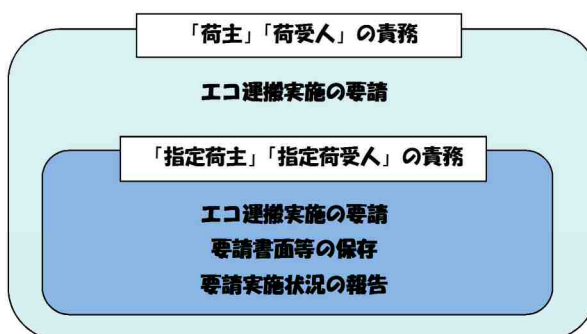 「荷主」「荷受人」の責務
エコ運搬実施の要請
「指定荷主」「指定荷受人」の責務
エコ運搬実施の要請
要請書面等の保存
要請実施状況の報告